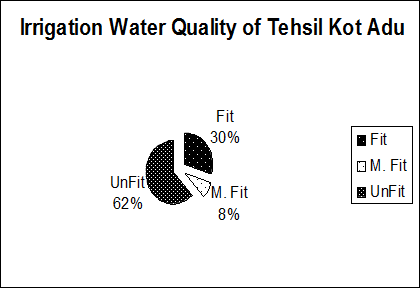 Irrigation Water Quality of Tehsil Kot Adu
Fit
30%
UnFit
62%
M. Fit
8%
Fit
M. Fit
UnFit